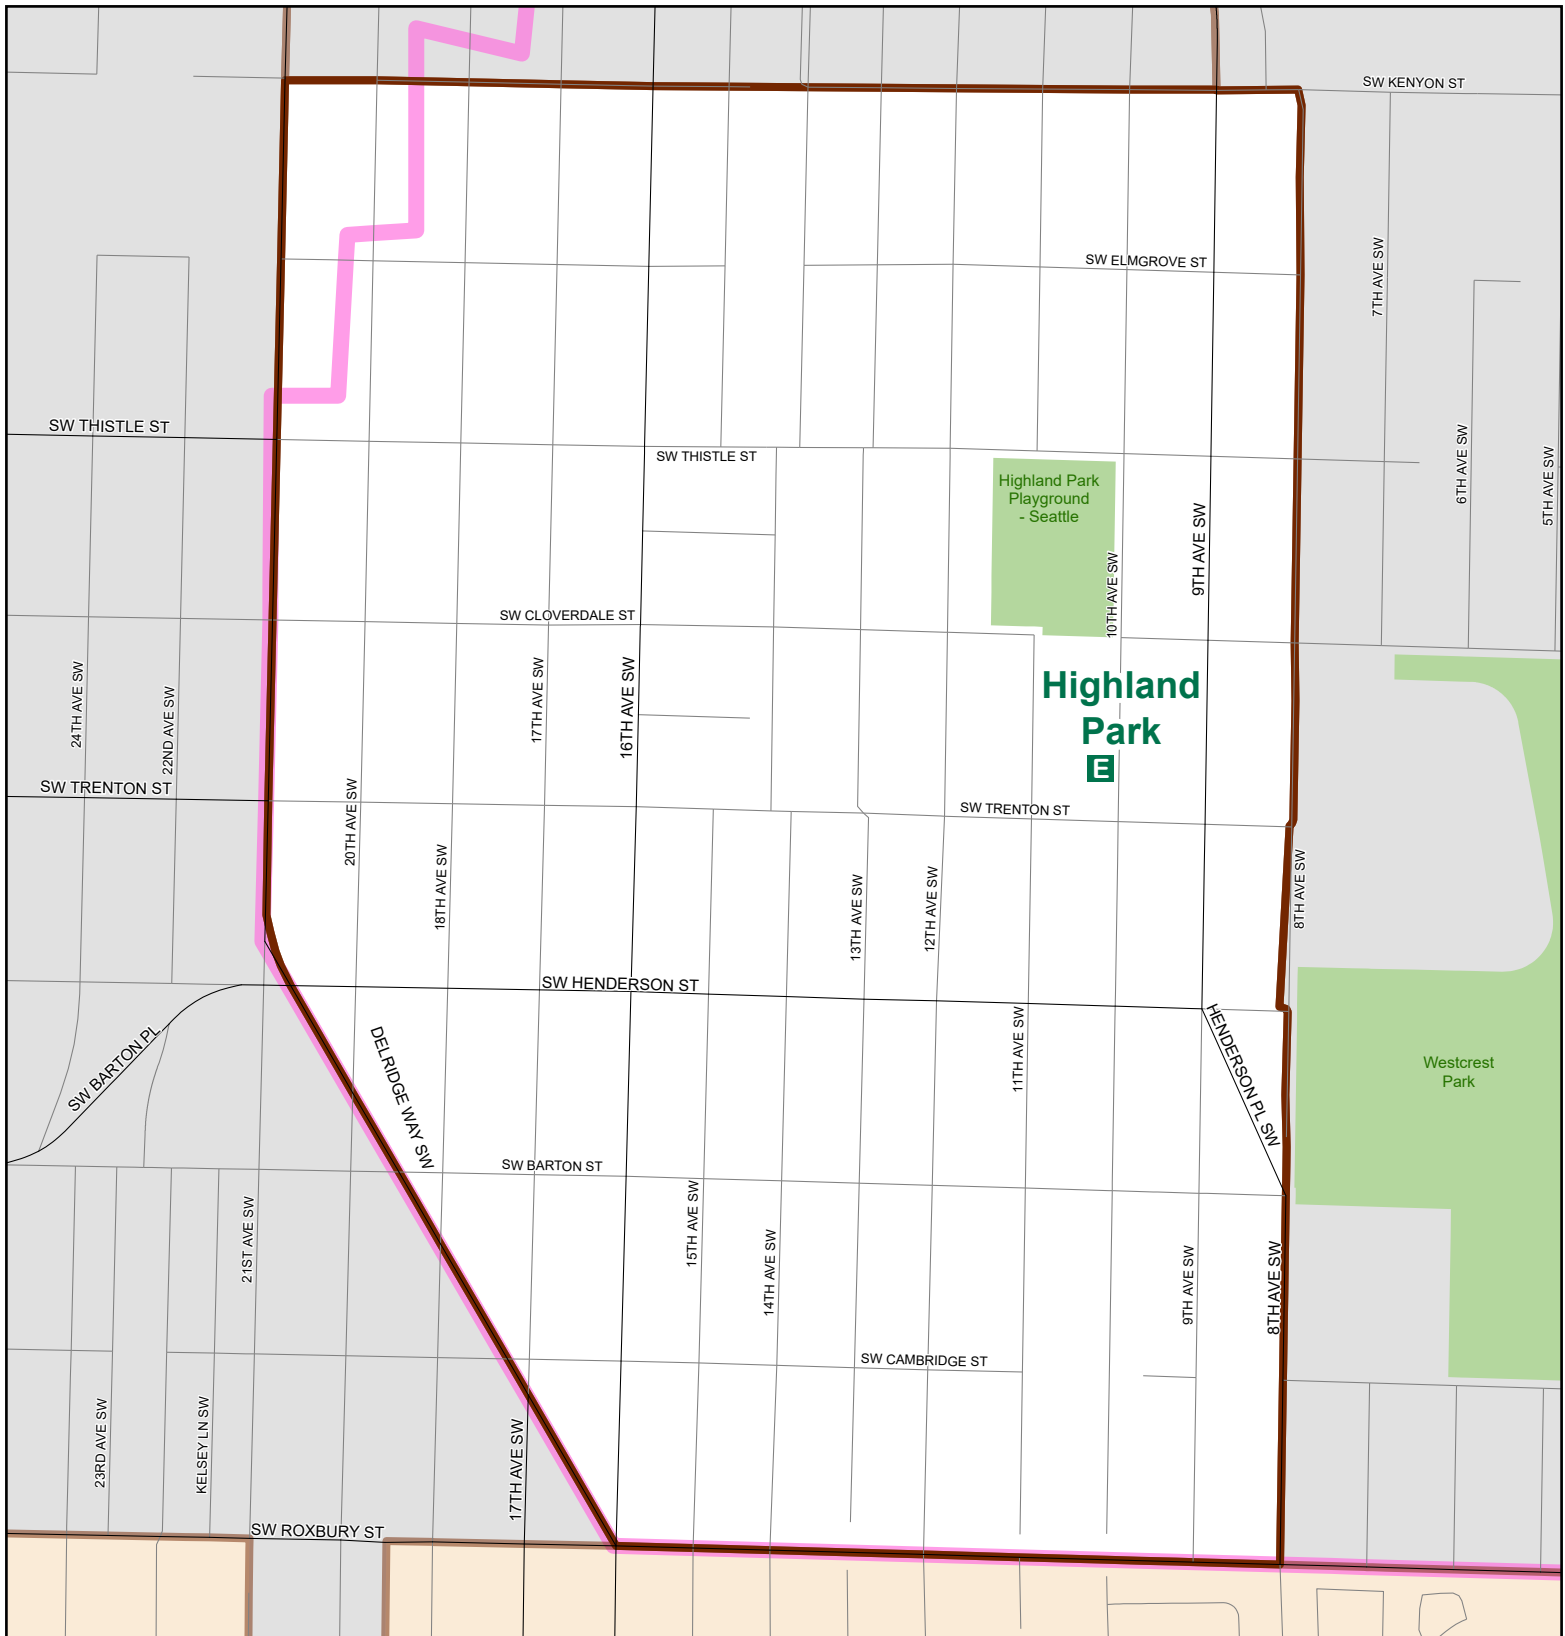 SW KENYON ST
SW ELMGROVE ST
7TH AVE SW
SW THISTLE ST
SW THISTLE ST
6TH AVE SW
5TH AVE SW
Highland Park
Playground
- Seattle
9TH AVE SW
10TH AVE SW
SW CLOVERDALE ST
24TH AVE SW
22ND AVE SW
17TH AVE SW
16TH AVE SW
Highland
Park
E
SW TRENTON ST
20TH AVE SW
SW TRENTON ST
18TH AVE SW
13TH AVE SW
12TH AVE SW
8TH AVE SW
SW HENDERSON ST
SW BARTON PL
DELRIDGE WAY SW
11TH AVE SW
HENDERSON PL SW
Westcrest
Park
SW BARTON ST
21ST AVE SW
15TH AVE SW
14TH AVE SW
9TH AVE SW
8TH AVE SW
SW CAMBRIDGE ST
23RD AVE SW
KELSEY LN SW
17TH AVE SW
SW ROXBURY ST